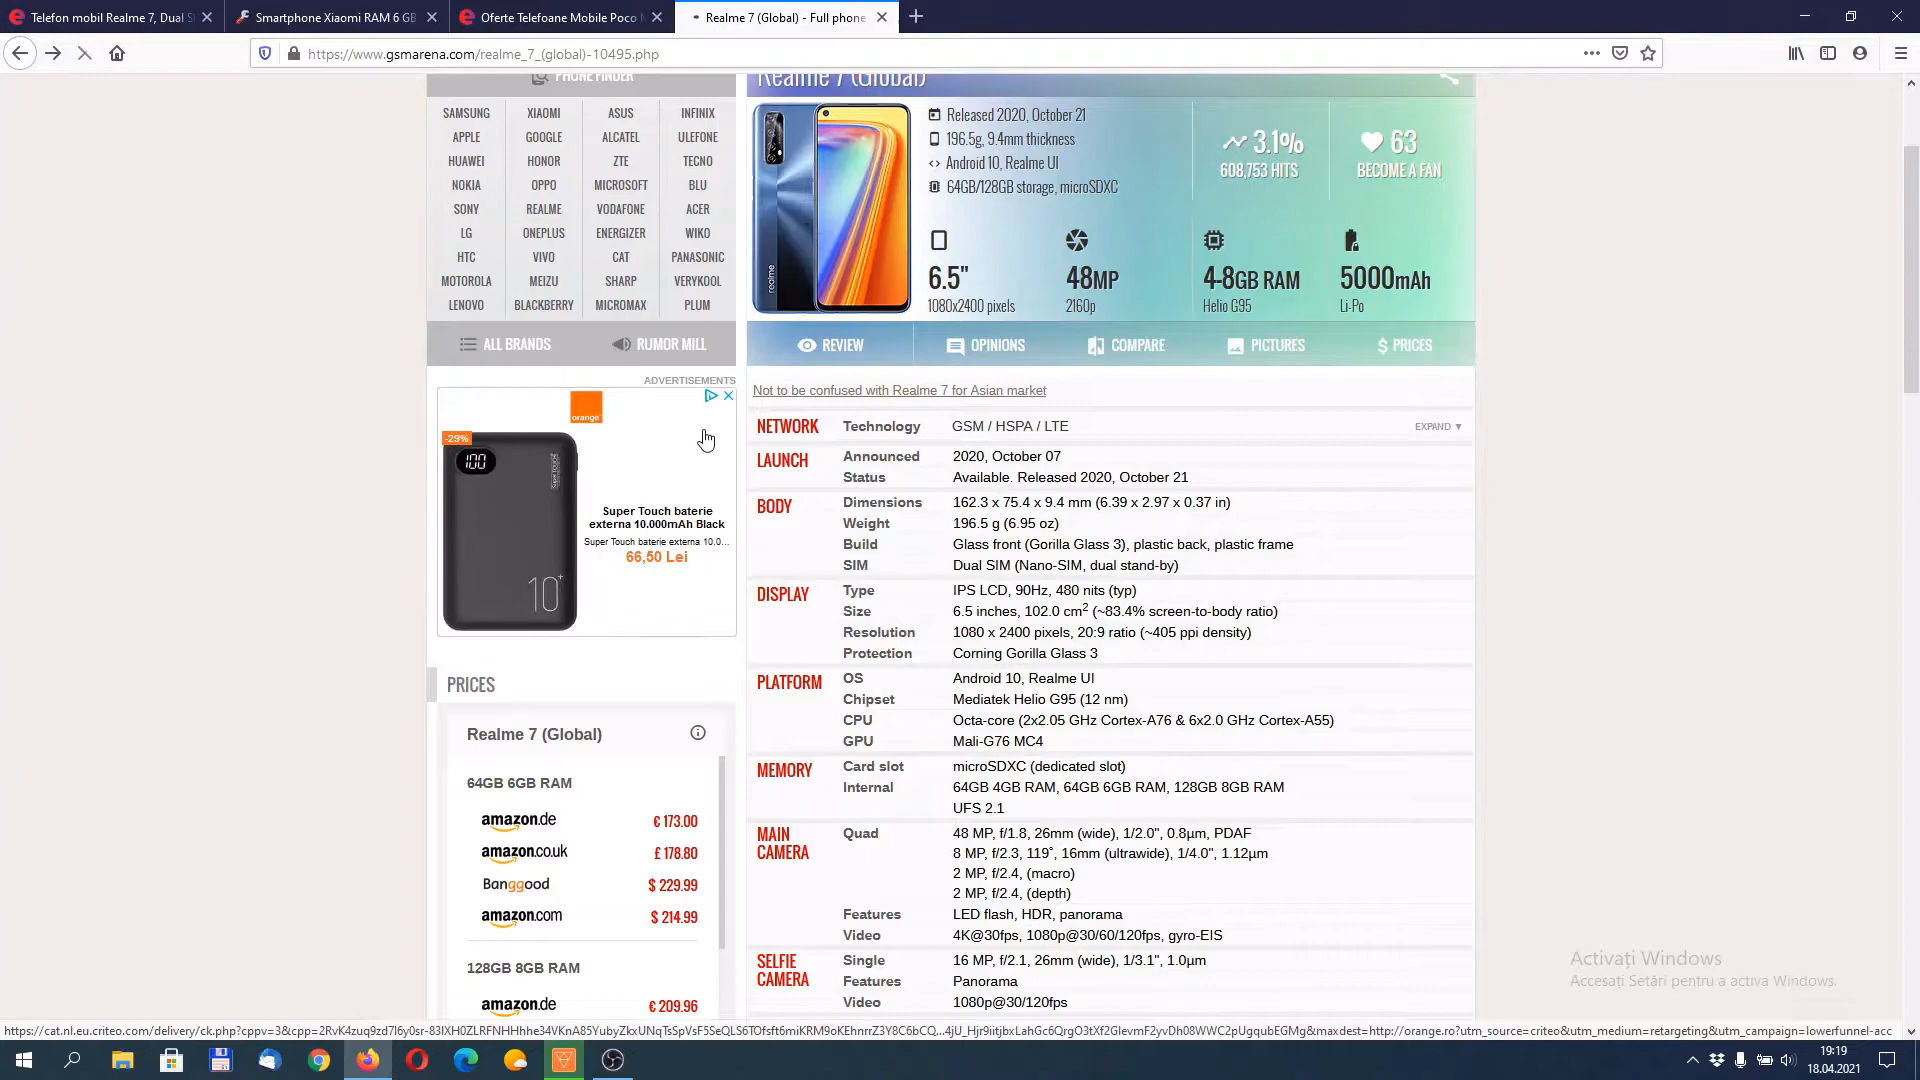 Telefon mobil Realme 7, Dual S
Smartphone Xiaomi RAM 6 GB
Oferte Telefoane Mobile Poco
Realme 7 (Global) - Full phone
https://www.gsmarena.com/realme_7_(global)-10495.php
PHONE FINDER
SAMSUNG XIAOMI ASUS INFINIX
APPLE GOOGLE ALCATEL ULEFONE
HUAWEI HONOR ZTE TECNO
NOKIA OPPO MICROSOFT BLU
SONY REALME VODAFONE ACER
LG ONEPLUS ENERGIZER WIKO
HTC VIVO CAT PANASONIC
MOTOROLA MEIZU SHARP VERYKOOL
LENOVO BLACKBERRY MICROMAX PLUM
ALL BRANDS RUMOR MILL
ADVERTISEMENTS
orange
-29%
100
10+
Super Touch baterie
externa 10.000mAh Black
Super Touch baterie externa 10.0...
66,50 Lei
PRICES
Realme 7 (Global)
64GB 6GB RAM
amazon.de € 173.00
amazon.co.uk £ 178.80
Banggood $ 229.99
amazon.com $ 214.99
128GB 8GB RAM
amazon.de € 209.96
Realme 7 (Global)
realme
Released 2020, October 21
196.5g, 9.4mm thickness
Android 10, Realme UI
64GB/128GB storage, microSDXC
3.1%
608,753 HITS
63
BECOME A FAN
6.5"
1080x2400 pixels
48MP
2160p
4-8GB RAM
Helio G95
5000mAh
Li-Po
REVIEW OPINIONS COMPARE PICTURES PRICES
Not to be confused with Realme 7 for Asian market
NETWORK Technology GSM / HSPA / LTE EXPAND ▼
LAUNCH Announced 2020, October 07
Status Available. Released 2020, October 21
BODY Dimensions 162.3 x 75.4 x 9.4 mm (6.39 x 2.97 x 0.37 in)
Weight 196.5 g (6.95 oz)
Build Glass front (Gorilla Glass 3), plastic back, plastic frame
SIM Dual SIM (Nano-SIM, dual stand-by)
DISPLAY Type IPS LCD, 90Hz, 480 nits (typ)
Size 6.5 inches, 102.0 cm2 (~83.4% screen-to-body ratio)
Resolution 1080 x 2400 pixels, 20:9 ratio (~405 ppi density)
Protection Corning Gorilla Glass 3
PLATFORM OS Android 10, Realme UI
Chipset Mediatek Helio G95 (12 nm)
CPU Octa-core (2x2.05 GHz Cortex-A76 & 6x2.0 GHz Cortex-A55)
GPU Mali-G76 MC4
MEMORY Card slot microSDXC (dedicated slot)
Internal 64GB 4GB RAM, 64GB 6GB RAM, 128GB 8GB RAM
UFS 2.1
MAIN CAMERA Quad 48 MP, f/1.8, 26mm (wide), 1/2.0", 0.8µm, PDAF
8 MP, f/2.3, 119˚, 16mm (ultrawide), 1/4.0", 1.12µm
2 MP, f/2.4, (macro)
2 MP, f/2.4, (depth)
Features LED flash, HDR, panorama
Video 4K@30fps, 1080p@30/60/120fps, gyro-EIS
SELFIE CAMERA Single 16 MP, f/2.1, 26mm (wide), 1/3.1", 1.0µm
Features Panorama
Video 1080p@30/120fps
Activați Windows
Accesați Setări pentru a activa Windows.
19:19
18.04.2021